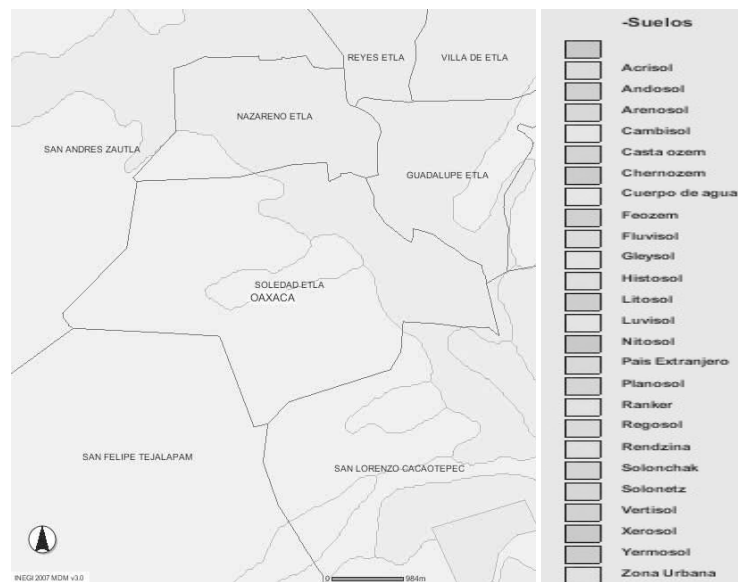 REYES ETLA
VILLA DE ETLA
NAZARENO ETLA
SAN ANDRES ZAUTLA
GUADALUPE ETLA
SOLEDAD ETLA
OAXACA
SAN FELIPE TEJALAPAM
SAN LORENZO CACAOTEPEC
INEGI 2007 MDM v3.0
0 984m
-Suelos
Acrisol
Andosol
Arenosol
Cambisol
Casta ozem
Chernozem
Cuerpo de agua
Feozem
Fluvisol
Gleysol
Histosol
Litosol
Luvisol
Nitosol
Pais Extranjero
Planosol
Ranker
Regosol
Rendzina
Solonchak
Solonetz
Vertisol
Xerosol
Yermosol
Zona Urbana